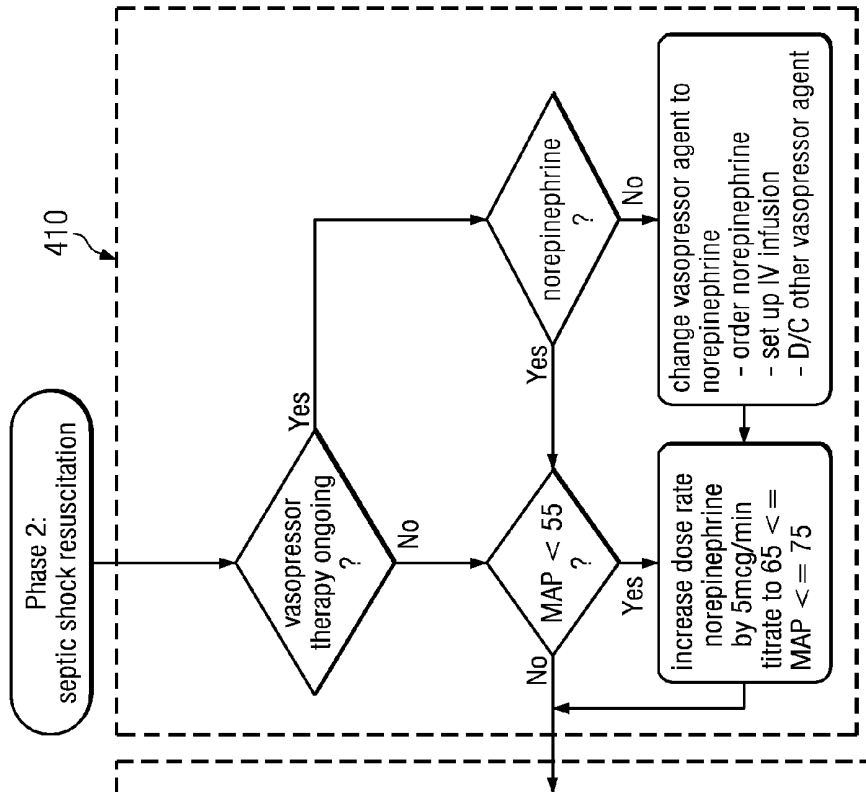 Phase 2:
septic shock resuscitation
410
vasopressor
therapy ongoing
?
Yes
No
norepinephrine
?
Yes
No
MAP < 55
?
No
Yes
change vasopressor agent to
norepinephrine
- order norepinephrine
- set up IV infusion
- D/C other vasopressor agent
increase dose rate
norepinephrine
by 5mcg/min
titrate to 65 < =
MAP < = 75